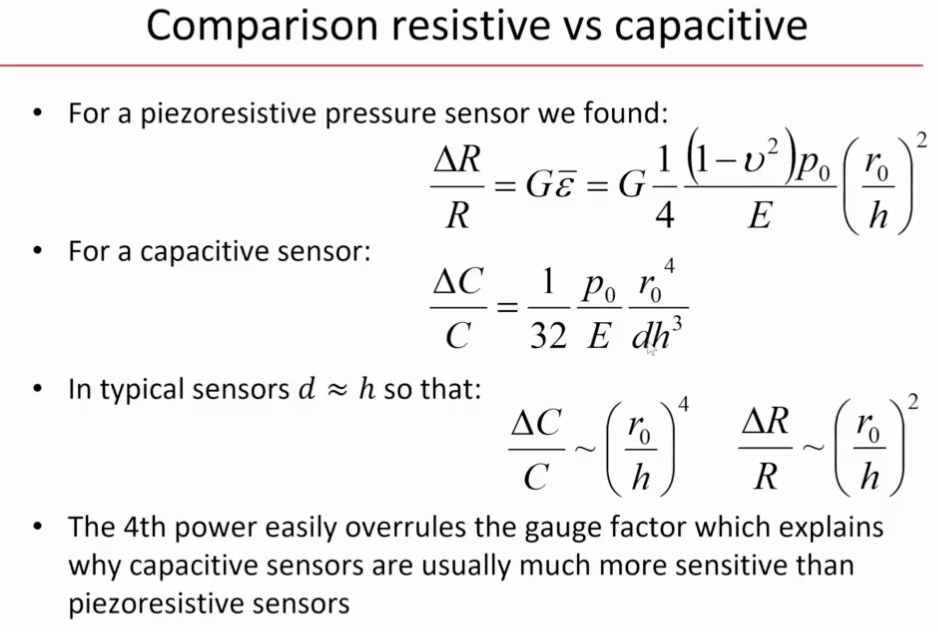 Comparison resistive vs capacitive
• For a piezoresistive pressure sensor we found:
ΔR/R = Gε̅ = G 1/4 (1−υ²)p₀/E (r₀/h)²
• For a capacitive sensor:
ΔC/C = 1/32 p₀/E r₀⁴/dh³
• In typical sensors d ≈ h so that:
ΔC/C ~ (r₀/h)⁴ ΔR/R ~ (r₀/h)²
• The 4th power easily overrules the gauge factor which explains
why capacitive sensors are usually much more sensitive than
piezoresistive sensors